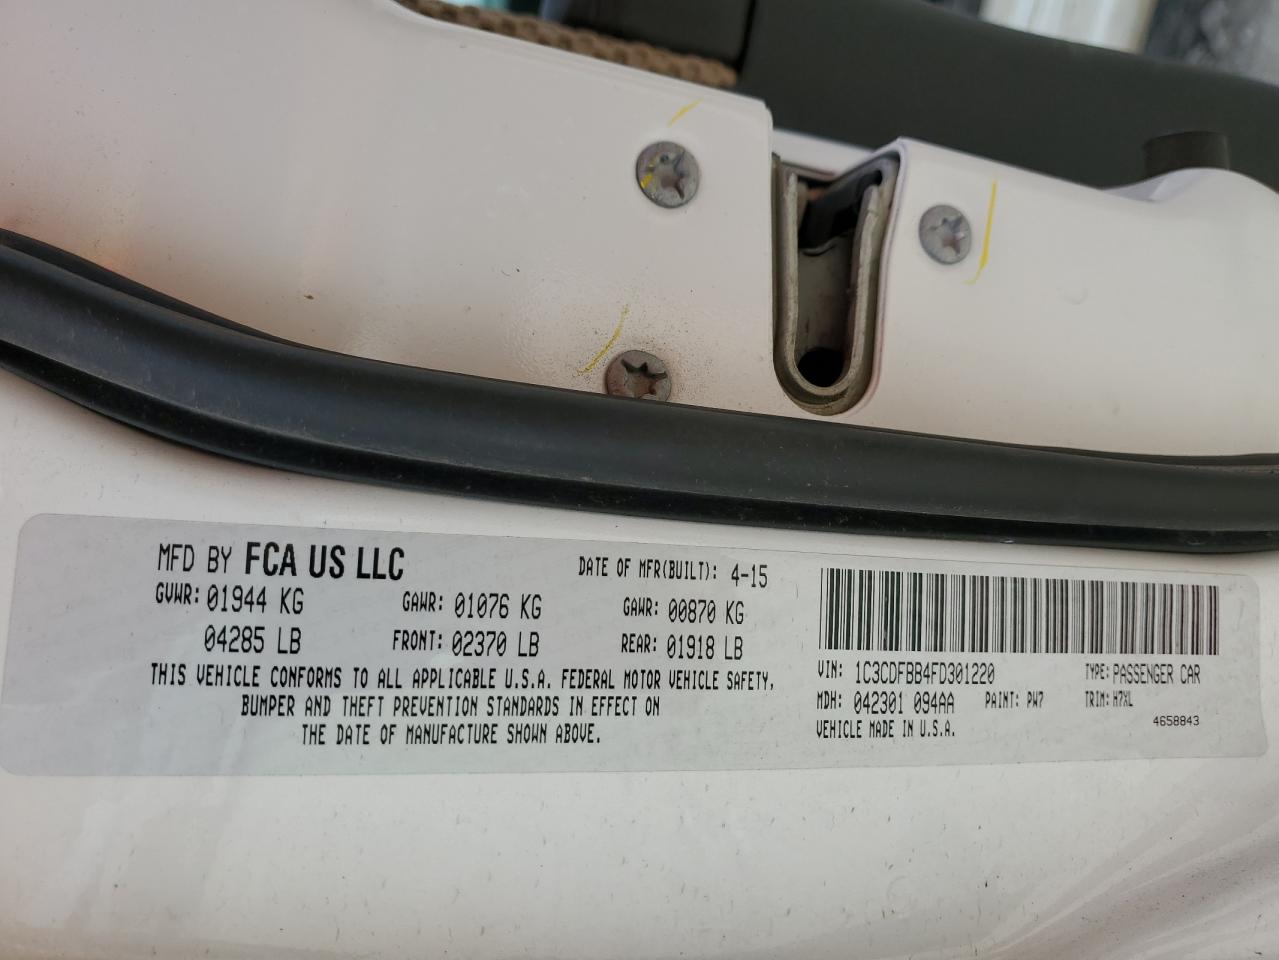 MFD BY FCA US LLC DATE OF MFR(BUILT): 4-15
GVWR: 01944 KG GAWR: 01076 KG GAWR: 00870 KG
04285 LB FRONT: 02370 LB REAR: 01918 LB
THIS VEHICLE CONFORMS TO ALL APPLICABLE U.S.A. FEDERAL MOTOR VEHICLE SAFETY,
BUMPER AND THEFT PREVENTION STANDARDS IN EFFECT ON
THE DATE OF MANUFACTURE SHOWN ABOVE.
VIN: 1C3CDFBB4FD301220 TYPE: PASSENGER CAR
MDH: 042301 094AA PAINT: PW7 TRIM: H7XL
VEHICLE MADE IN U.S.A. 4658843